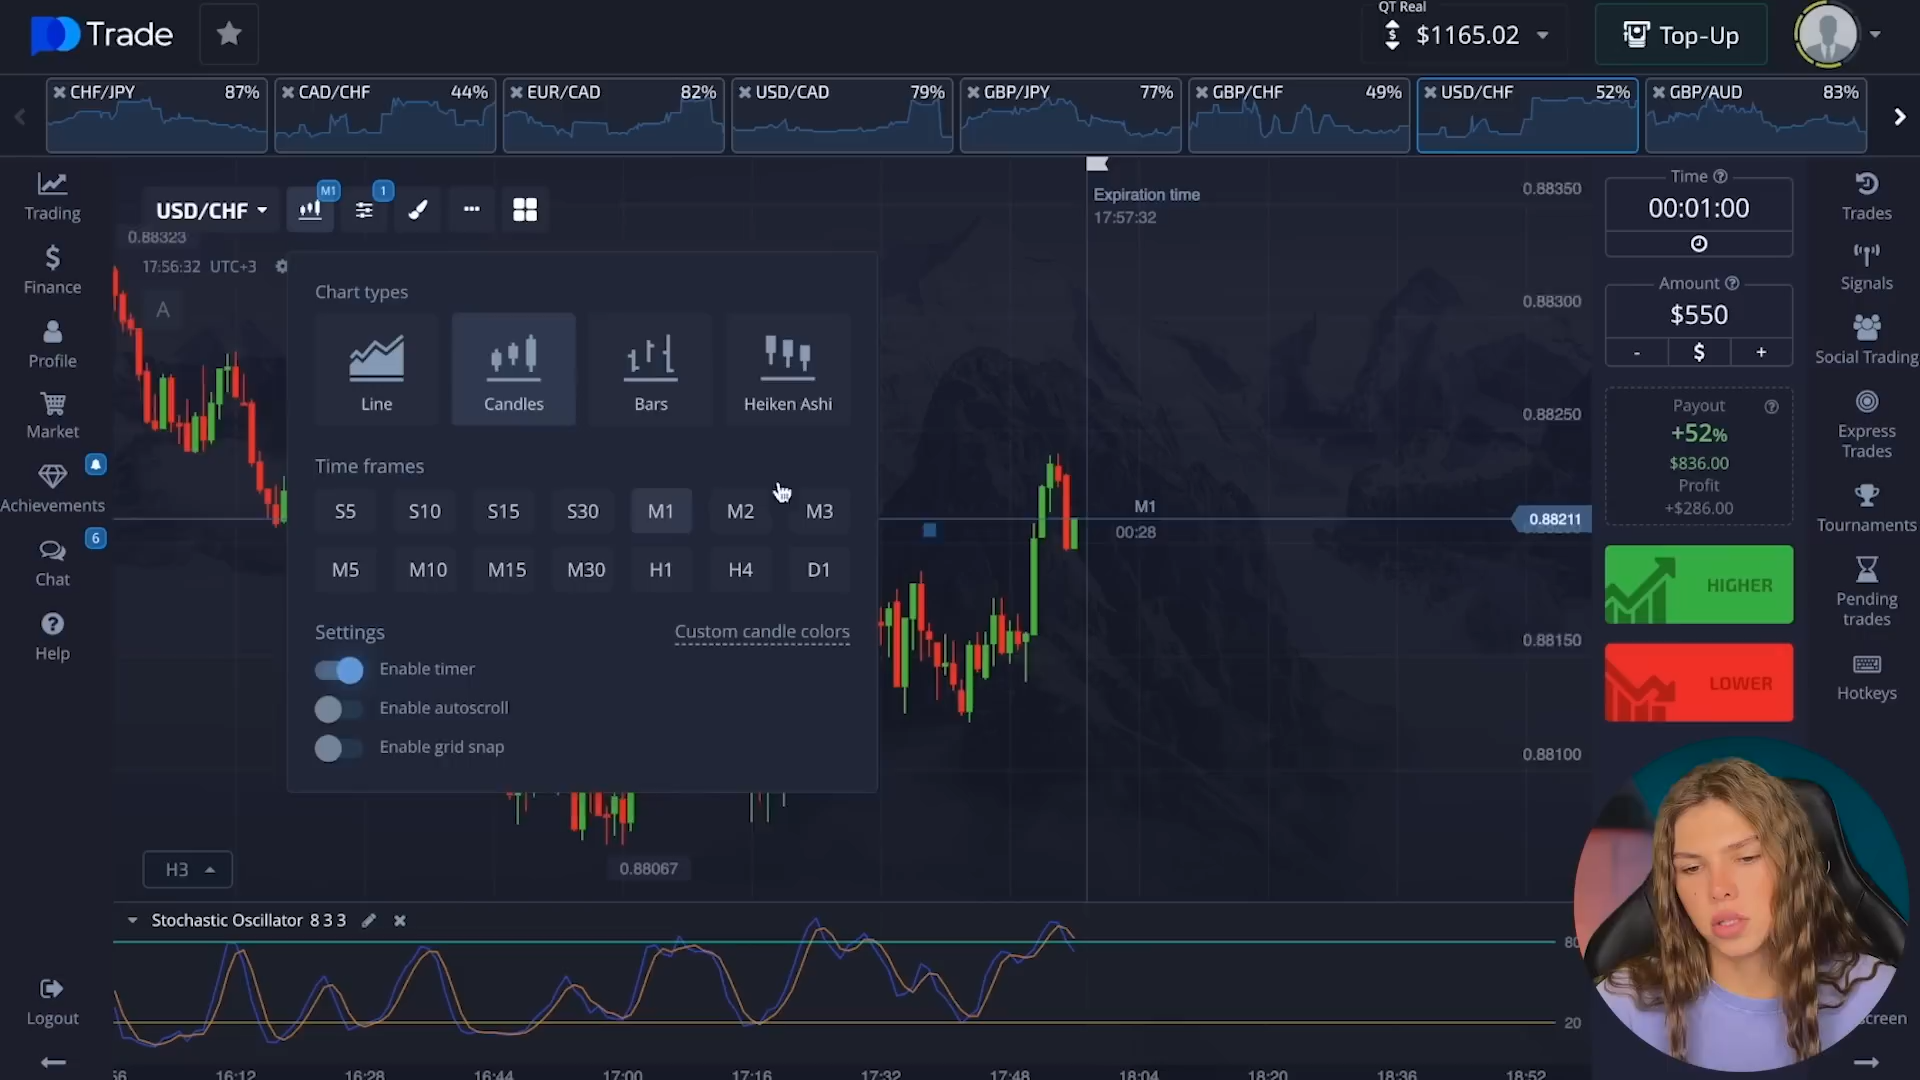 Trade
QT Real
$1165.02
Top-Up
CHF/JPY 87%
CAD/CHF 44%
EUR/CAD 82%
USD/CAD 79%
GBP/JPY 77%
GBP/CHF 49%
USD/CHF 52%
GBP/AUD 83%
Trading
Finance
Profile
Market
Achievements
6
Chat
Help
Logout
USD/CHF
M1
1
0.88323
17:56:32 UTC+3
A
Chart types
Line
Candles
Bars
Heiken Ashi
Time frames
S5 S10 S15 S30 M1 M2 M3
M5 M10 M15 M30 H1 H4 D1
Settings
Custom candle colors
Enable timer
Enable autoscroll
Enable grid snap
Expiration time
17:57:32
M1
00:28
0.88350
0.88300
0.88250
0.88211
0.88150
0.88100
0.88067
H3
Stochastic Oscillator 8 3 3
80
20
56 16:12 16:28 16:44 17:00 17:16 17:32 17:48 18:04 18:20 18:36 18:52
Time
00:01:00
Amount
$550
- $ +
Payout
+52%
$836.00
Profit
+$286.00
HIGHER
LOWER
Trades
Signals
Social Trading
Express
Trades
Tournaments
Pending
trades
Hotkeys
screen